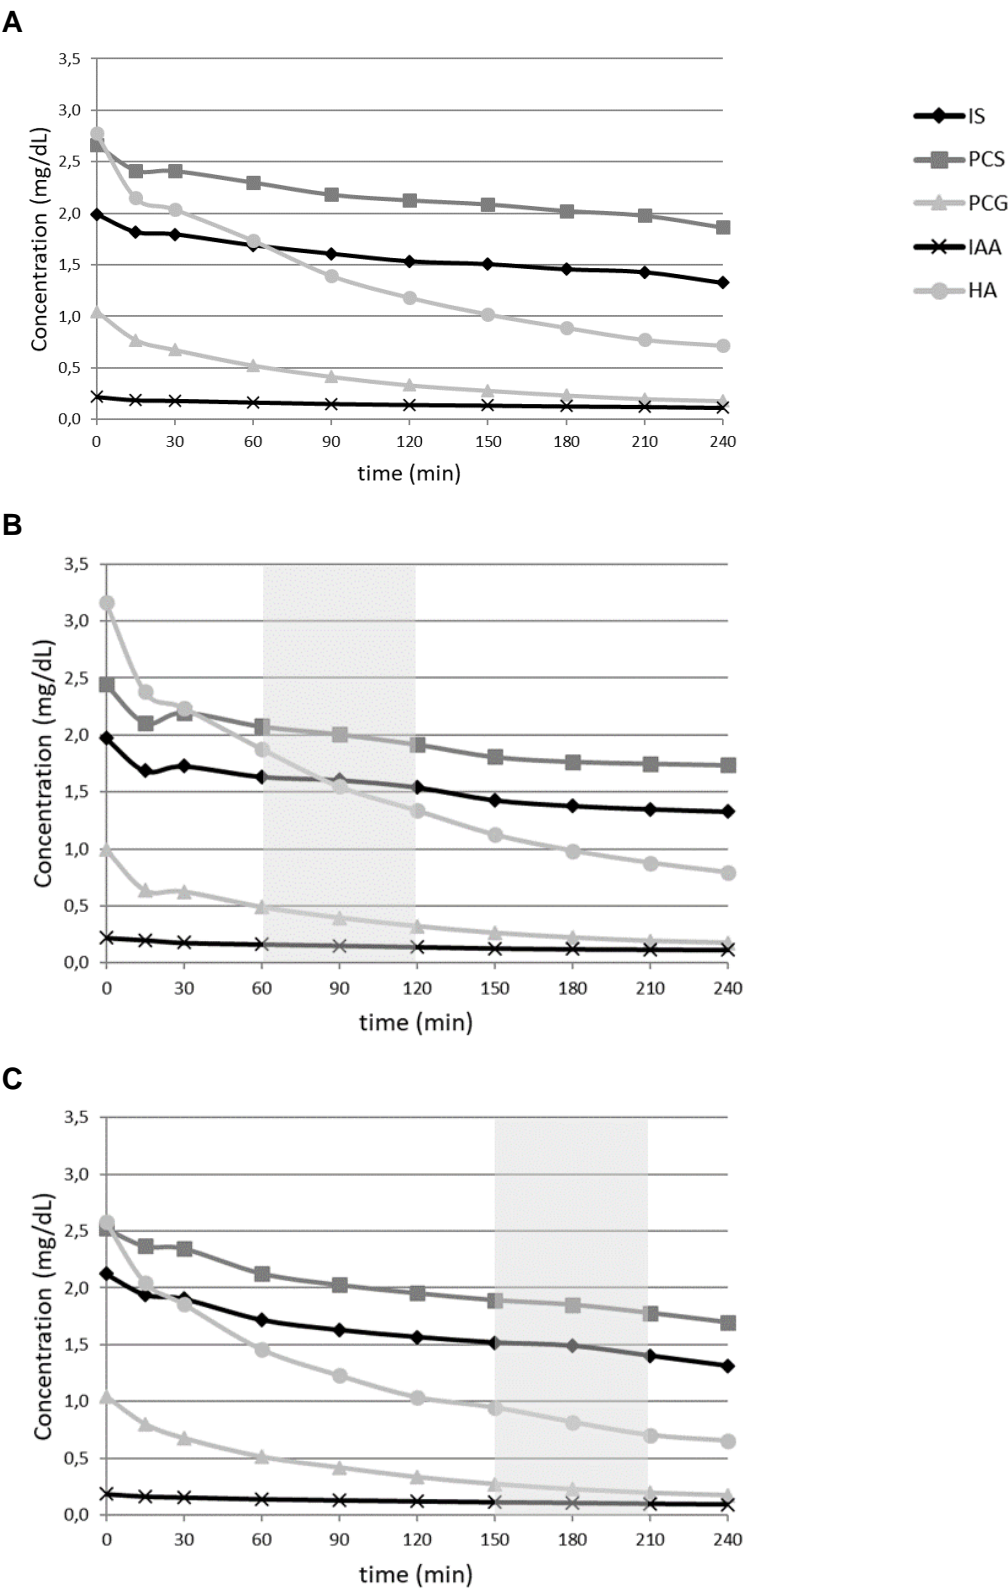 A
3,5
3,0
2,5
2,0
1,5
1,0
0,5
0,0
Concentration (mg/dL)
0 30 60 90 120 150 180 210 240
time (min)
IS
PCS
PCG
IAA
HA
B
3,5
3,0
2,5
2,0
1,5
1,0
0,5
0,0
Concentration (mg/dL)
0 30 60 90 120 150 180 210 240
time (min)
C
3,5
3,0
2,5
2,0
1,5
1,0
0,5
0,0
Concentration (mg/dL)
0 30 60 90 120 150 180 210 240
time (min)